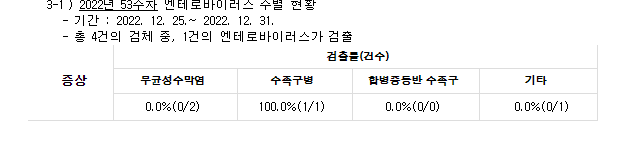 3-1) 2022년 53주차 엔테로바이러스 주별 현황
- 기간 : 2022. 12. 25.~ 2022. 12. 31.
- 총 4건의 검체 중, 1건의 엔테로바이러스가 검출
증상 검출률(건수)
무균성수막염 수족구병 합병증동반 수족구 기타
0.0%(0/2) 100.0%(1/1) 0.0%(0/0) 0.0%(0/1)